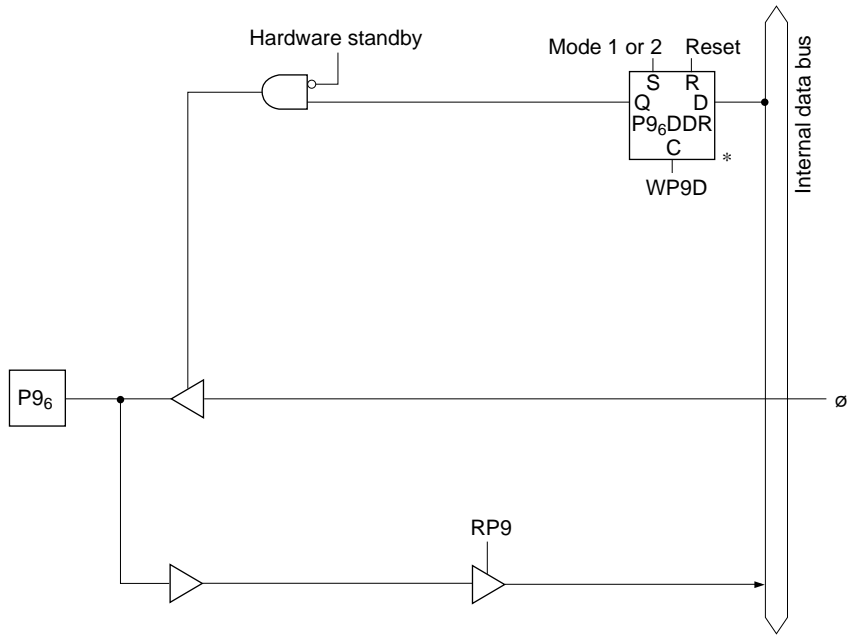 Hardware standby
Mode 1 or 2 Reset
S R
Q D
P9₆DDR
C
*
WP9D
Internal data bus
P9₆
ø
RP9